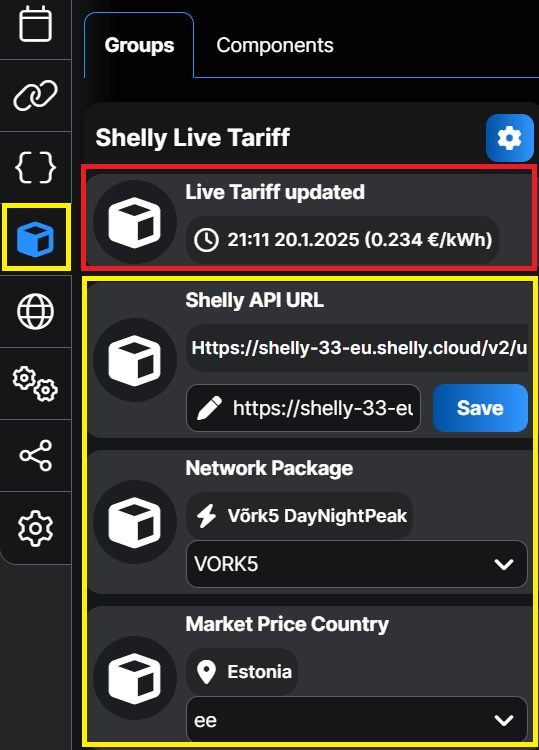 Groups
Components
Shelly Live Tariff
Live Tariff updated
21:11 20.1.2025 (0.234 €/kWh)
Shelly API URL
Https://shelly-33-eu.shelly.cloud/v2/u
https://shelly-33-eu
Save
Network Package
Võrk5 DayNightPeak
VORK5
Market Price Country
Estonia
ee